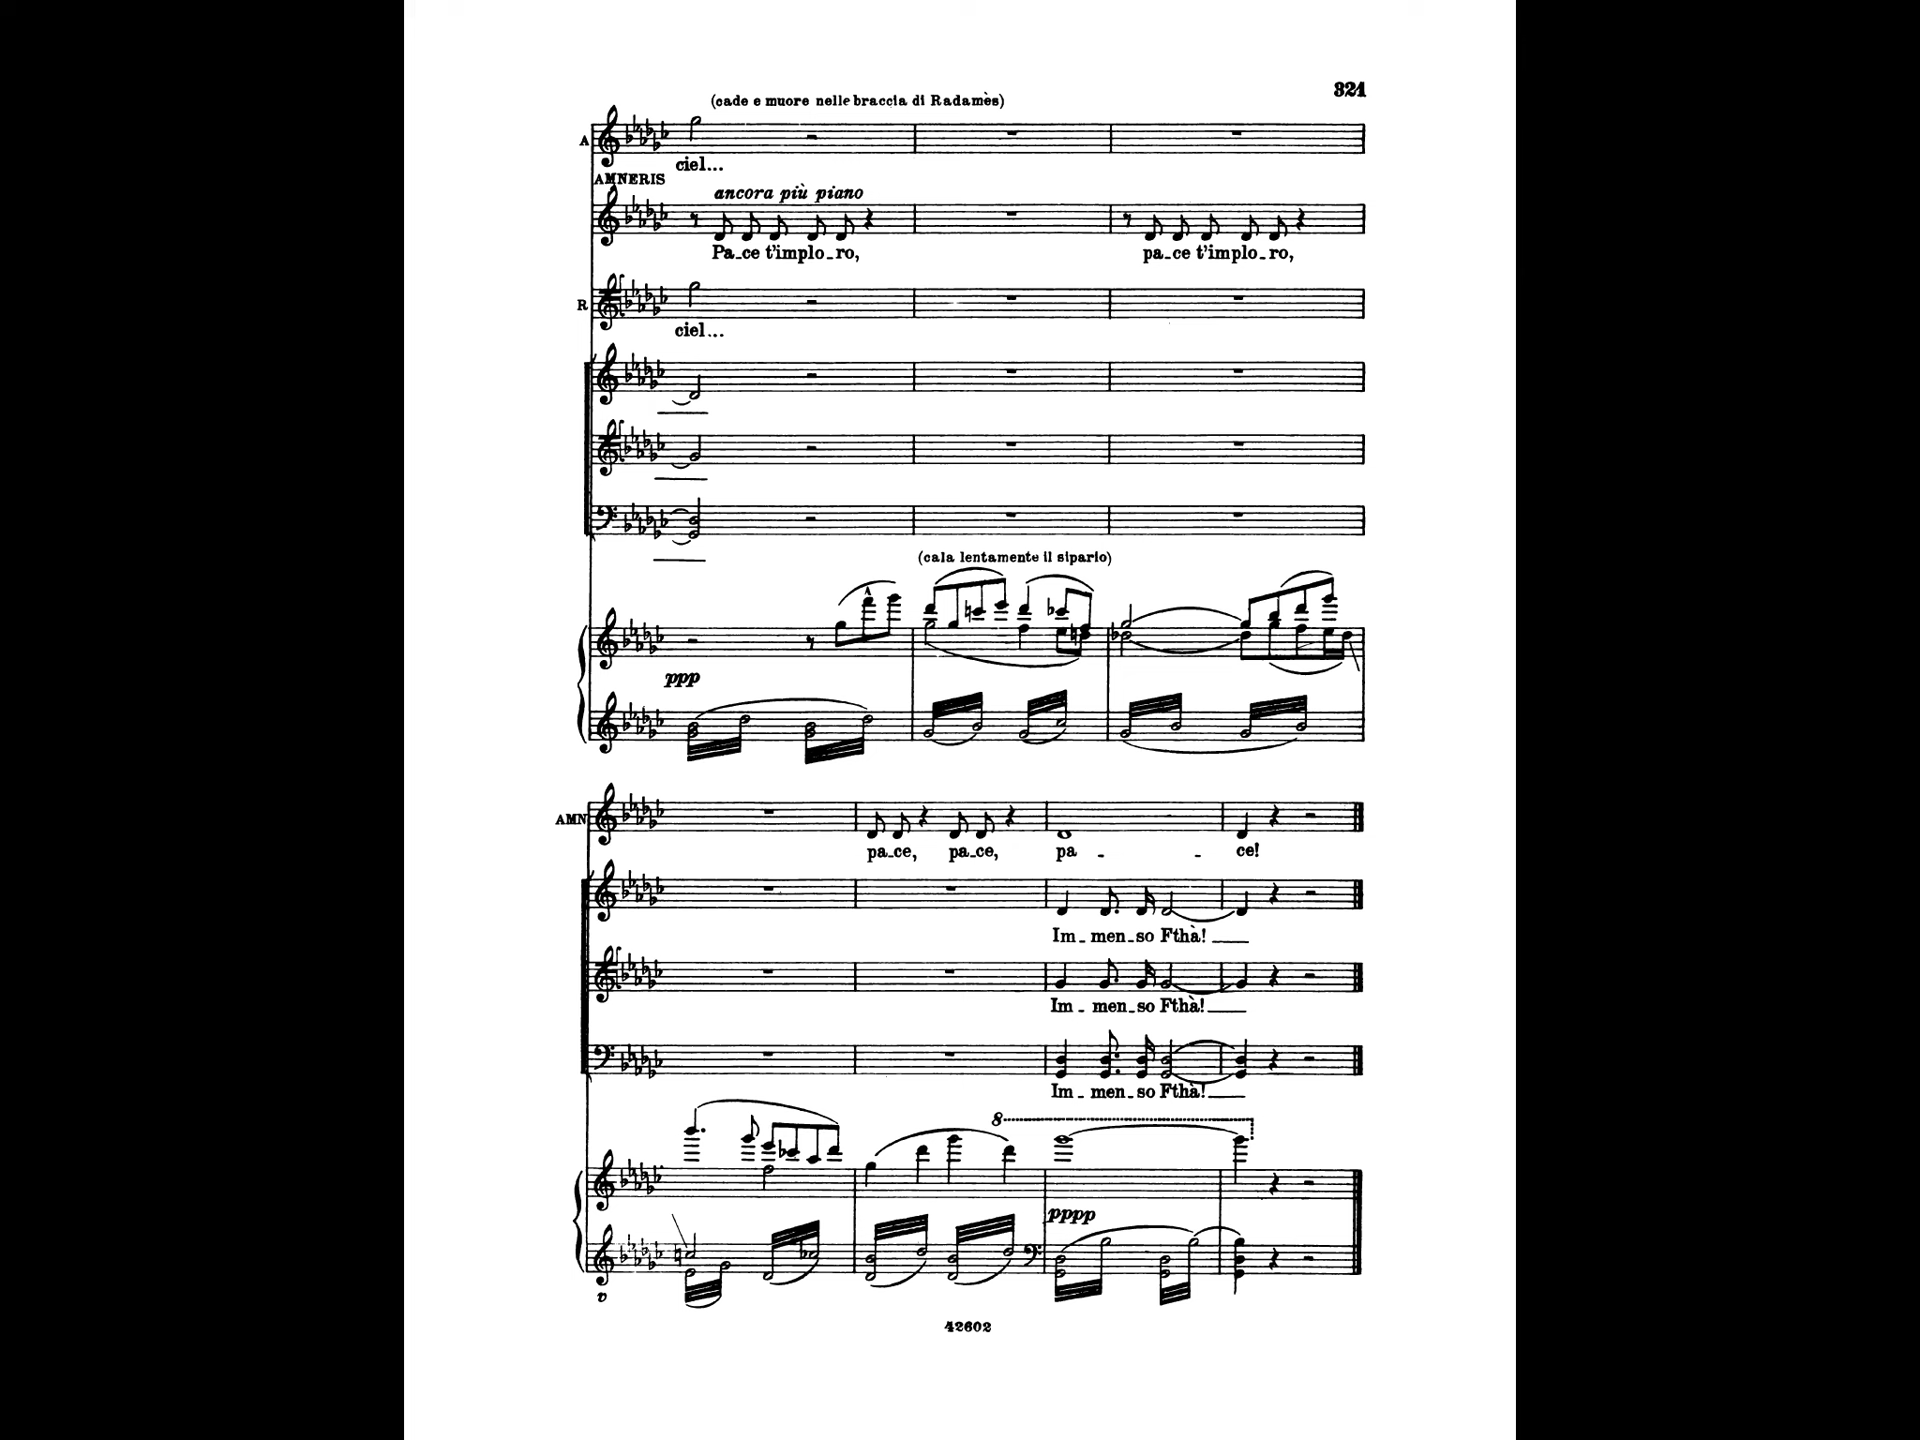 321
(cade e muore nelle braccia di Radamès)
A
ciel...
AMNERIS
ancora più piano
Pa_ce t'implo_ro, pa_ce t'implo_ro,
R
ciel...
(cala lentamente il sipario)
ppp
AMN
pa_ce, pa_ce, pa - - ce!
Im_men_so Fthà!
Im_men_so Fthà!
Im_men_so Fthà!
8
pppp
v
42602